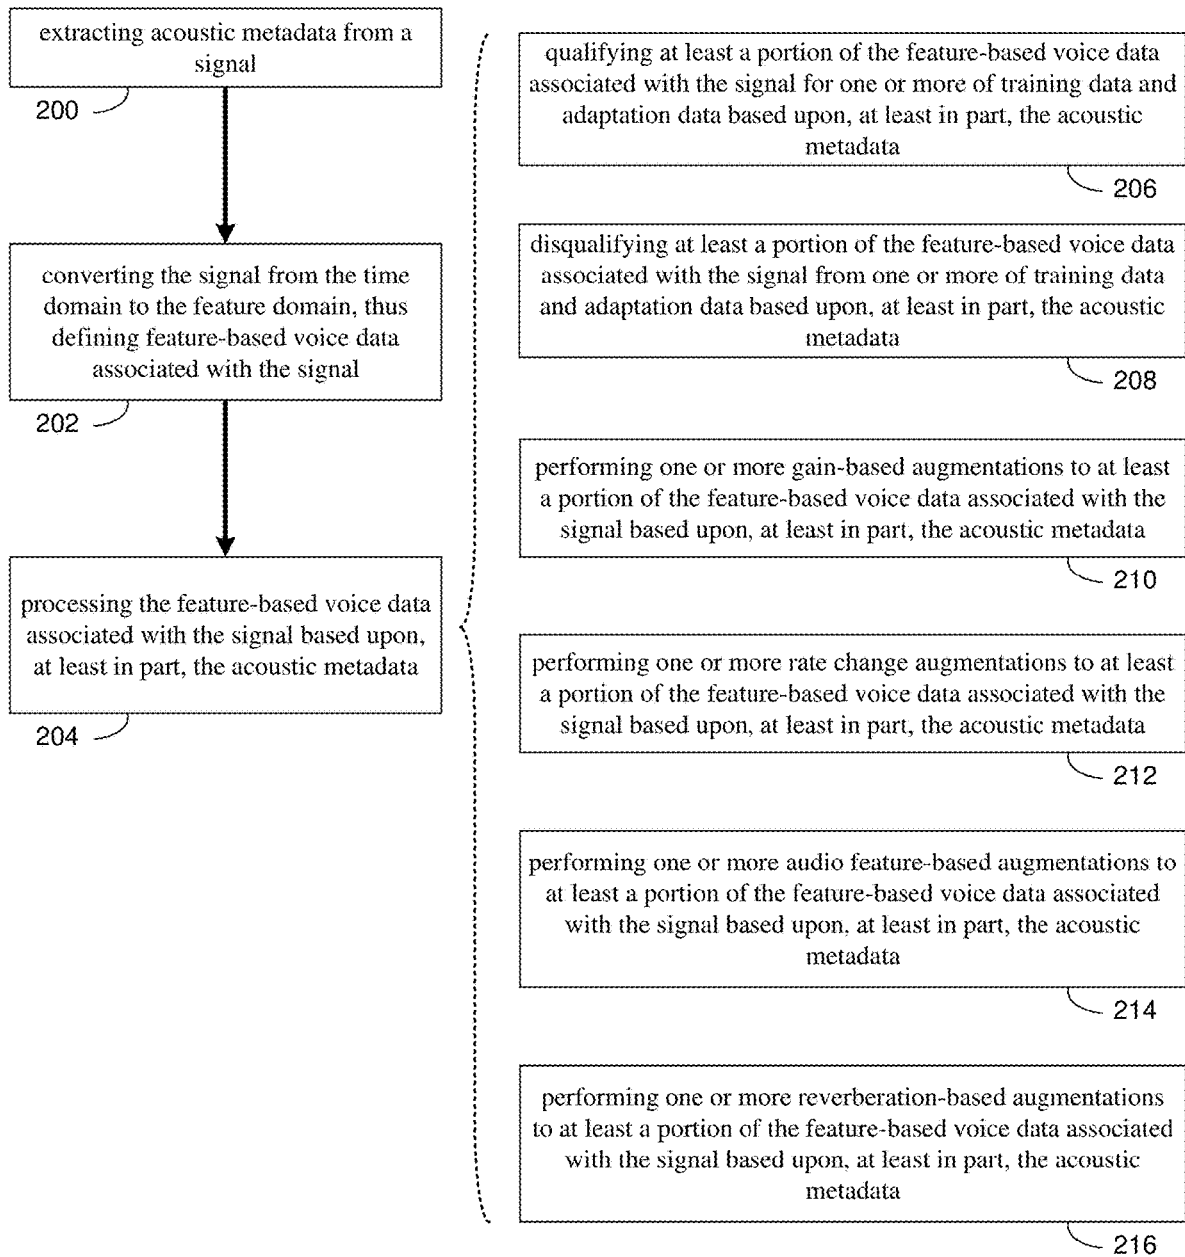 extracting acoustic metadata from a
signal
200
converting the signal from the time
domain to the feature domain, thus
defining feature-based voice data
associated with the signal
202
processing the feature-based voice data
associated with the signal based upon,
at least in part, the acoustic metadata
204
qualifying at least a portion of the feature-based voice data
associated with the signal for one or more of training data and
adaptation data based upon, at least in part, the acoustic
metadata
206
disqualifying at least a portion of the feature-based voice data
associated with the signal from one or more of training data
and adaptation data based upon, at least in part, the acoustic
metadata
208
performing one or more gain-based augmentations to at least
a portion of the feature-based voice data associated with the
signal based upon, at least in part, the acoustic metadata
210
performing one or more rate change augmentations to at least
a portion of the feature-based voice data associated with the
signal based upon, at least in part, the acoustic metadata
212
performing one or more audio feature-based augmentations to
at least a portion of the feature-based voice data associated
with the signal based upon, at least in part, the acoustic
metadata
214
performing one or more reverberation-based augmentations
to at least a portion of the feature-based voice data associated
with the signal based upon, at least in part, the acoustic
metadata
216